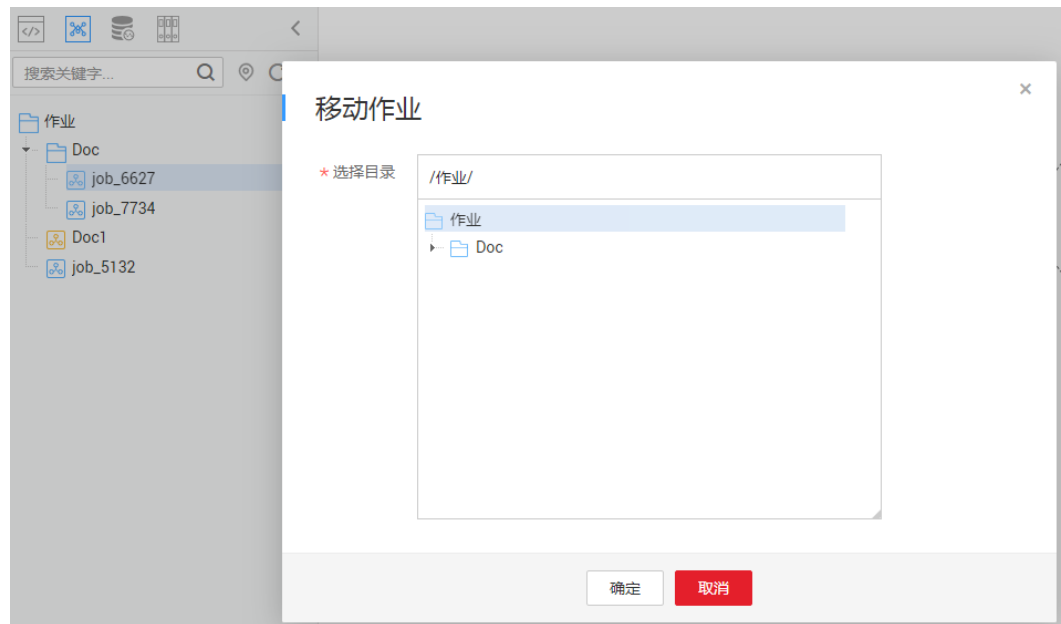 搜索关键字...
作业
Doc
job_6627
job_7734
Doc1
job_5132
移动作业
* 选择目录
/作业/
作业
Doc
确定
取消